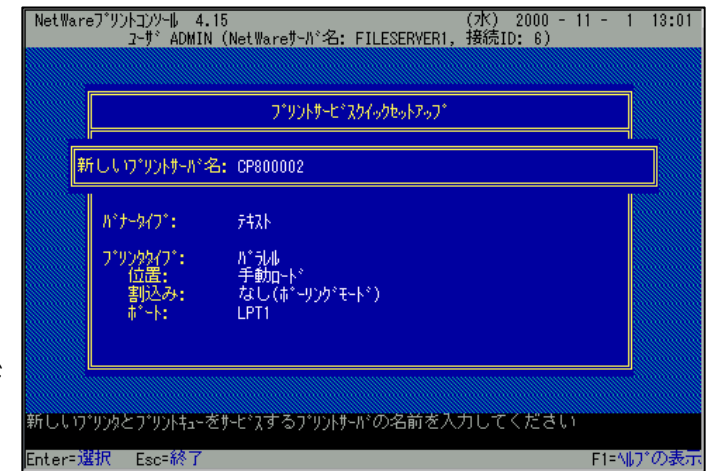 NetWareﾌﾟﾘﾝﾄｺﾝｿｰﾙ 4.15 (水) 2000 - 11 - 1 13:01
ﾕｰｻﾞ ADMIN (NetWareｻｰﾊﾞ名: FILESERVER1, 接続ID: 6)
ﾌﾟﾘﾝﾄｻｰﾋﾞｽｸｲｯｸｾｯﾄｱｯﾌﾟ
新しいﾌﾟﾘﾝﾄｻｰﾊﾞ名: CP800002
ﾊﾞﾅｰﾀｲﾌﾟ: ﾃｷｽﾄ
ﾌﾟﾘﾝﾀﾀｲﾌﾟ: ﾊﾟﾗﾚﾙ
位置: 手動ﾛｰﾄﾞ
割込み: なし(ﾎﾟｰﾘﾝｸﾞﾓｰﾄﾞ)
ﾎﾟｰﾄ: LPT1
新しいﾌﾟﾘﾝﾀとﾌﾟﾘﾝﾄｷｭｰをｻｰﾋﾞｽするﾌﾟﾘﾝﾄｻｰﾊﾞの名前を入力してください
Enter=選択 Esc=終了 F1=ﾍﾙﾌﾟの表示